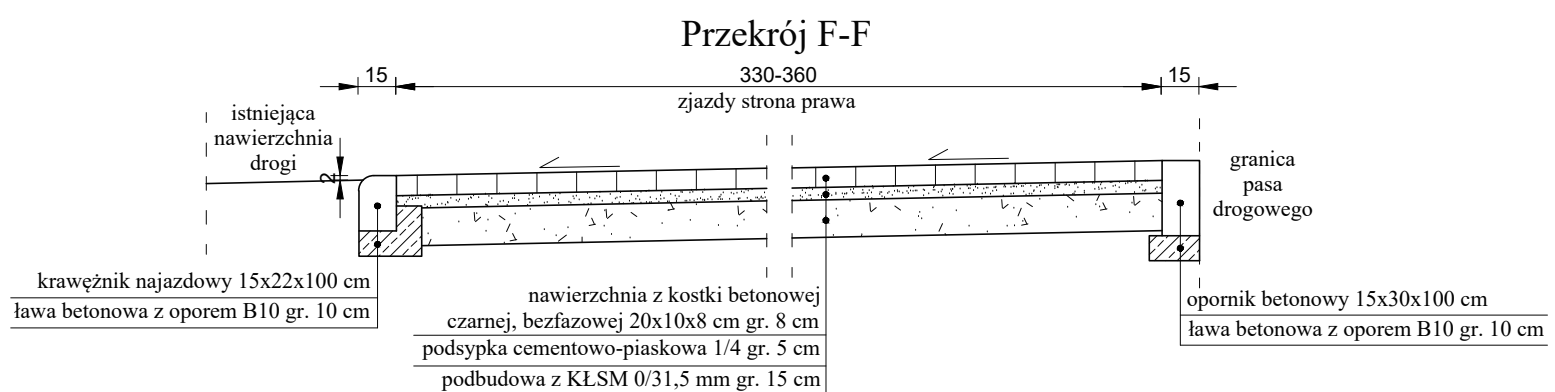 Przekrój F-F
15
330-360
15
zjazdy strona prawa
istniejąca
nawierzchnia
drogi
2
granica
pasa
drogowego
krawężnik najazdowy 15x22x100 cm
ława betonowa z oporem B10 gr. 10 cm
nawierzchnia z kostki betonowej
czarnej, bezfazowej 20x10x8 cm gr. 8 cm
podsypka cementowo-piaskowa 1/4 gr. 5 cm
podbudowa z KŁSM 0/31,5 mm gr. 15 cm
opornik betonowy 15x30x100 cm
ława betonowa z oporem B10 gr. 10 cm